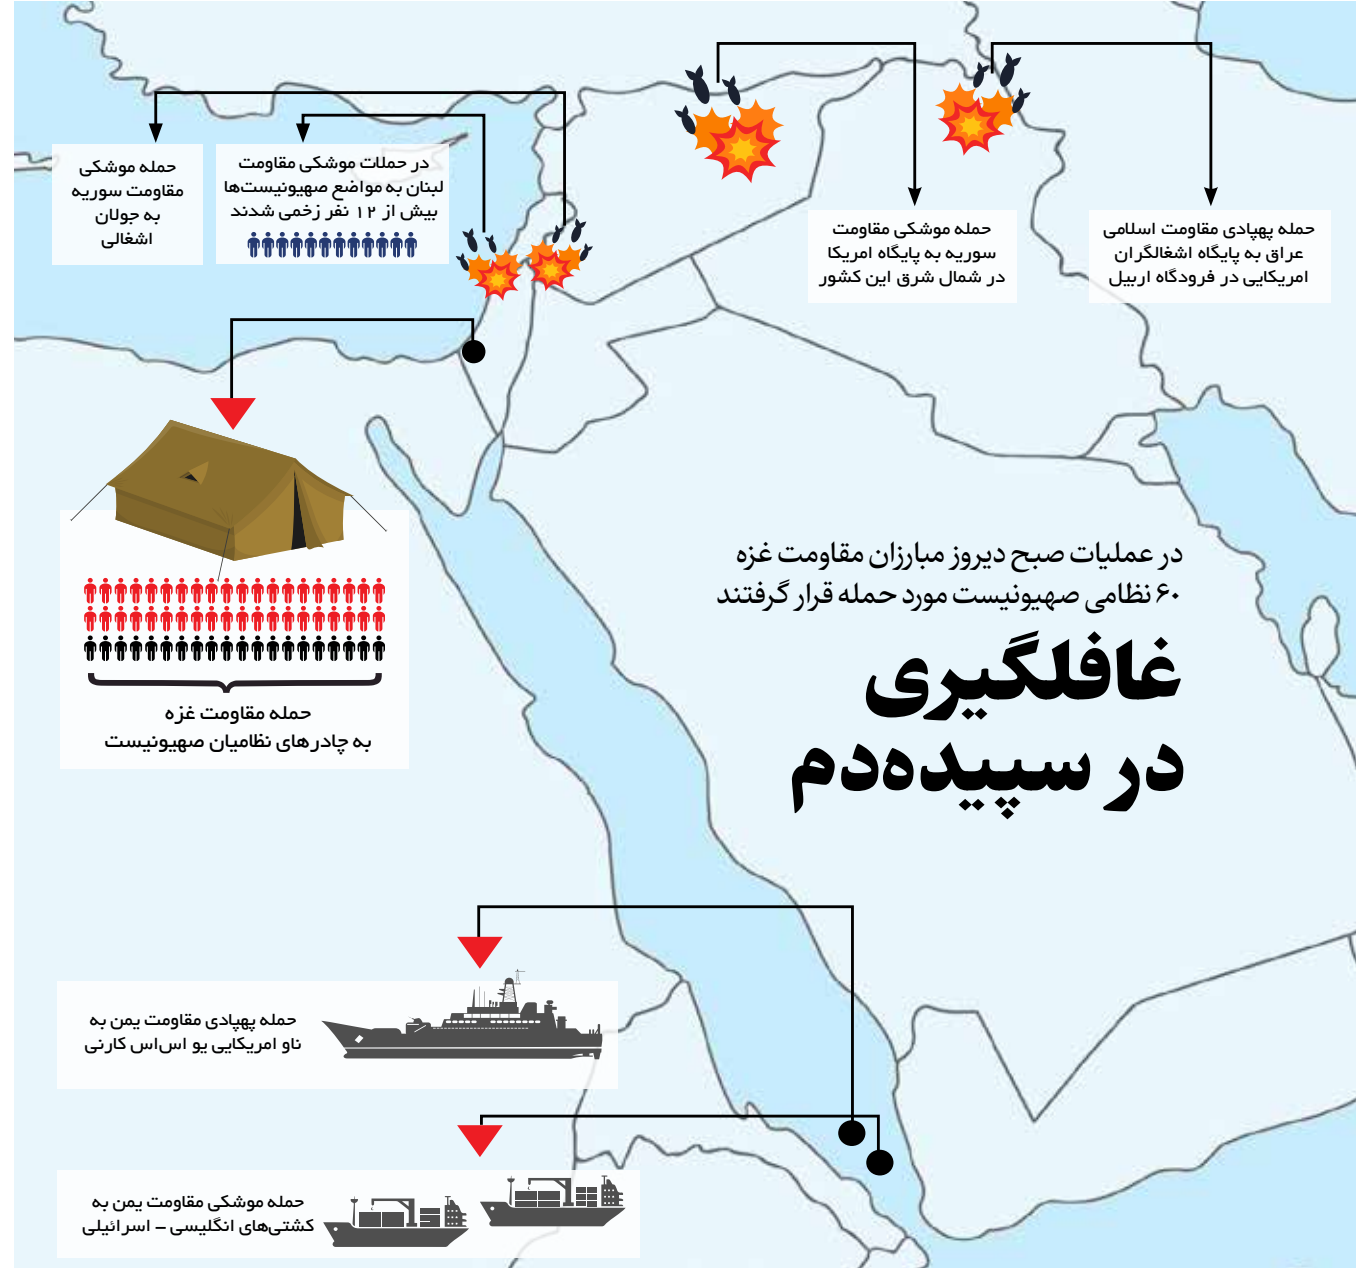 حمله موشکی
مقاومت سوریه
به جولان
اشغالی
در حملات موشکی مقاومت
لبنان به مواضع صهیونیست‌ها
بیش از ۱۲ نفر زخمی شدند
حمله موشکی مقاومت
سوریه به پایگاه امریکا
در شمال شرق این کشور
حمله پهپادی مقاومت اسلامی
عراق به پایگاه اشغالگران
امریکایی در فرودگاه اربیل
در عملیات صبح دیروز مبارزان مقاومت غزه
۶۰ نظامی صهیونیست مورد حمله قرار گرفتند
غافلگیری
در سپیده‌دم
حمله مقاومت غزه
به چادرهای نظامیان صهیونیست
حمله پهپادی مقاومت یمن به
ناو امریکایی یو اس‌اس کارنی
حمله موشکی مقاومت یمن به
کشتی‌های انگلیسی – اسرائیلی